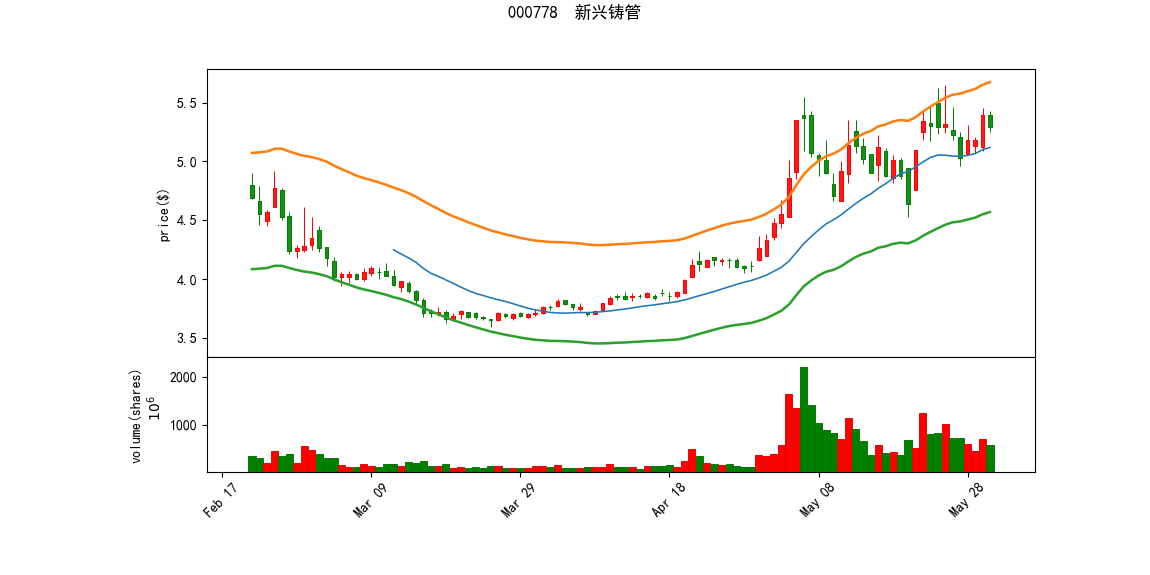 000778 新兴铸管
price($)
5.5
5.0
4.5
4.0
3.5
volume(shares)
10^6
2000
1000
Feb 17
Mar 09
Mar 29
Apr 18
May 08
May 28